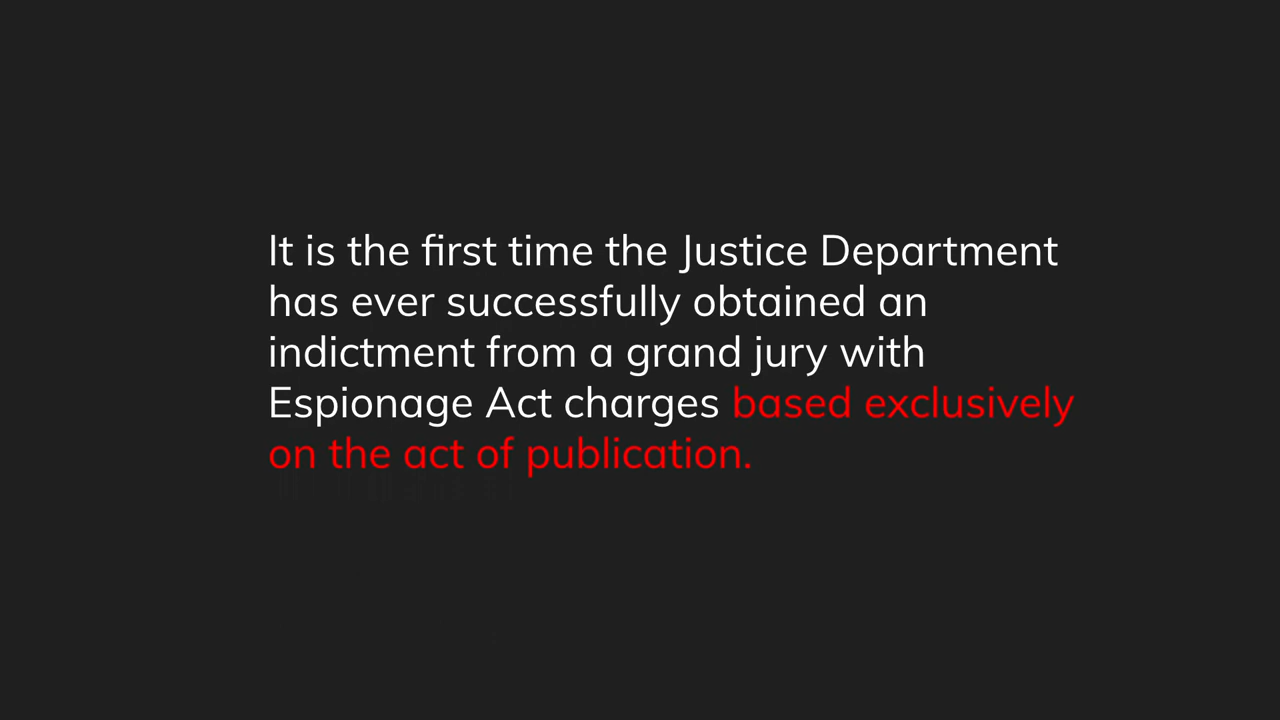 It is the first time the Justice Department
has ever successfully obtained an
indictment from a grand jury with
Espionage Act charges based exclusively
on the act of publication.